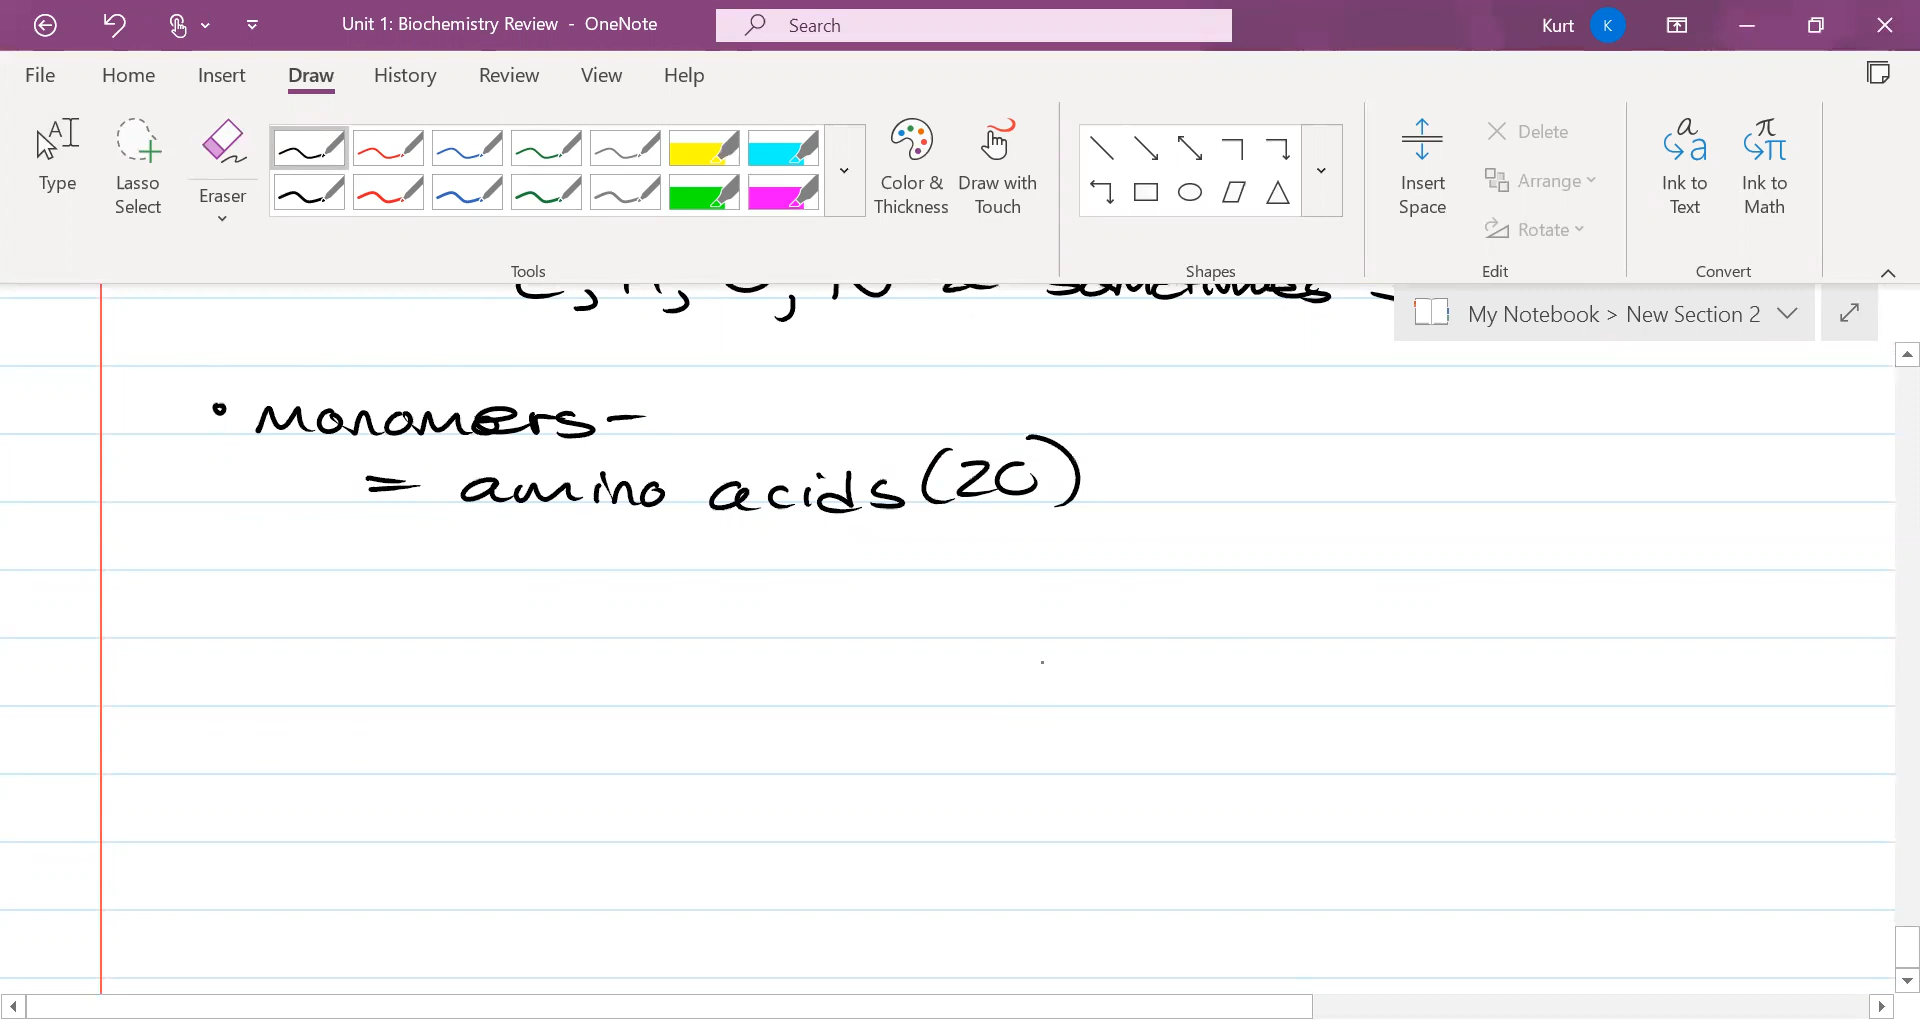 Unit 1: Biochemistry Review - OneNote
Search
Kurt
K
File Home Insert Draw History Review View Help
Type
Lasso Select
Eraser
Color & Thickness
Draw with Touch
Insert Space
Delete
Arrange
Rotate
Ink to Text
Ink to Math
Tools
Shapes
Edit
Convert
C, H, O, N & sometimes
My Notebook > New Section 2
• Monomers-
= amino acids (20)